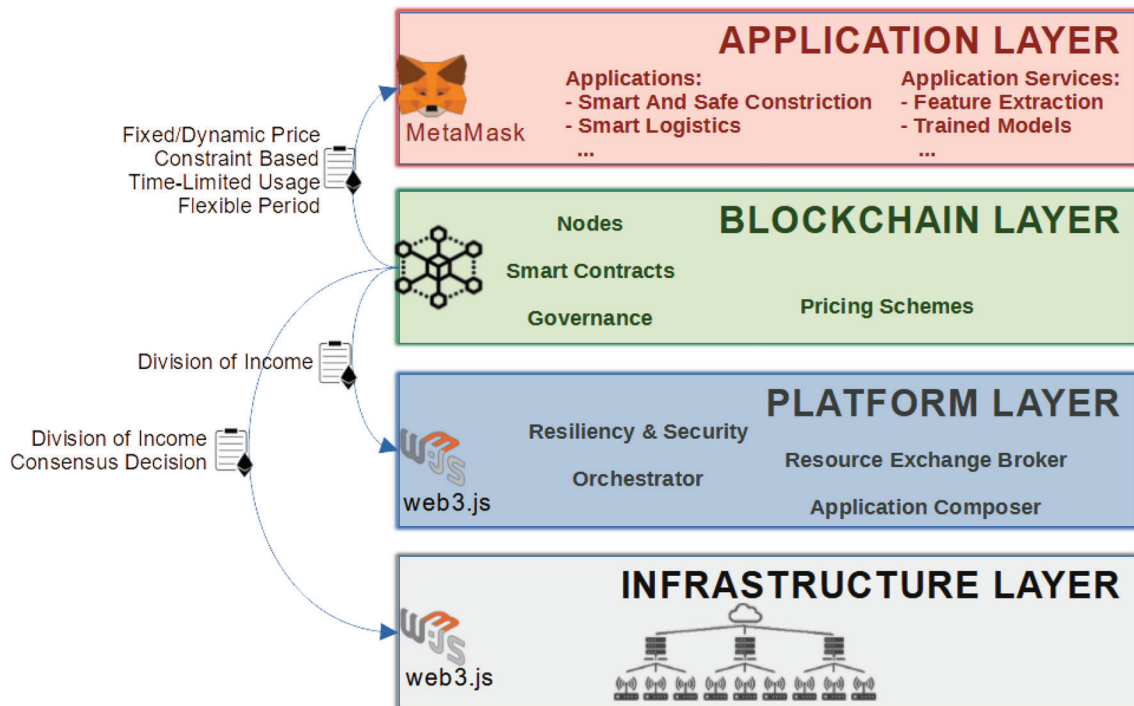 APPLICATION LAYER
Applications:
- Smart And Safe Constriction
- Smart Logistics
...
Application Services:
- Feature Extraction
- Trained Models
...
MetaMask
Fixed/Dynamic Price
Constraint Based
Time-Limited Usage
Flexible Period
BLOCKCHAIN LAYER
Nodes
Smart Contracts
Governance
Pricing Schemes
Division of Income
PLATFORM LAYER
Resiliency & Security
Orchestrator
Resource Exchange Broker
Application Composer
W3JS
web3.js
Division of Income
Consensus Decision
INFRASTRUCTURE LAYER
W3JS
web3.js